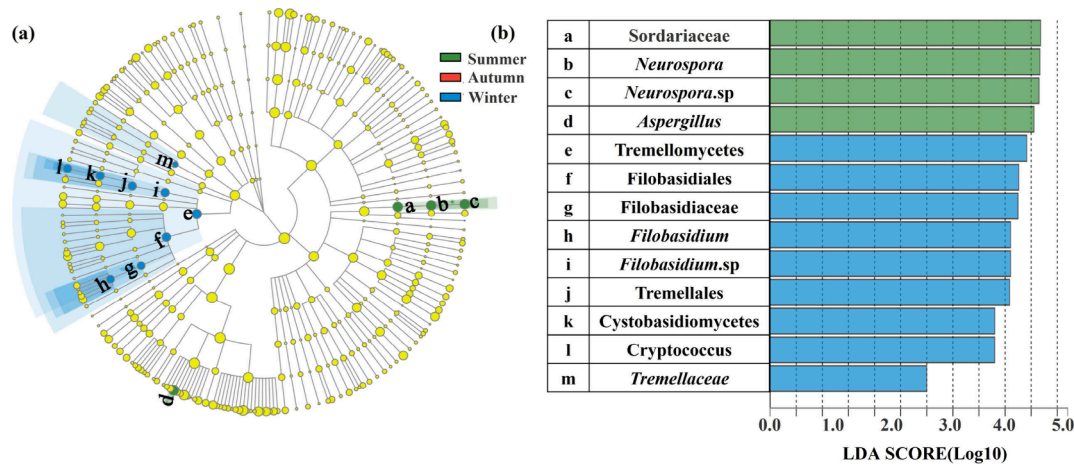 (a)
Summer
Autumn
Winter
m
l
k
j
i
e
f
g
h
a
b
c
d
(b)
a Sordariaceae
b Neurospora
c Neurospora.sp
d Aspergillus
e Tremellomycetes
f Filobasidiales
g Filobasidiaceae
h Filobasidium
i Filobasidium.sp
j Tremellales
k Cystobasidiomycetes
l Cryptococcus
m Tremellaceae
0.0 1.0 2.0 3.0 4.0 5.0
LDA SCORE(Log10)